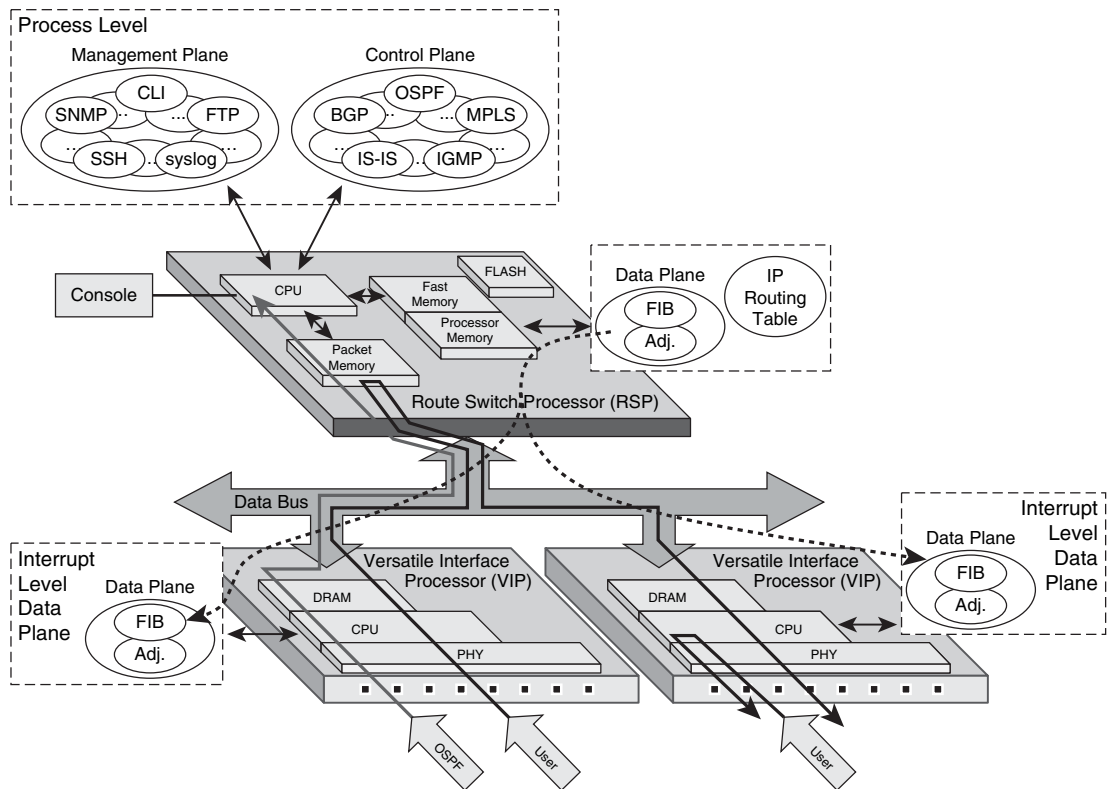 Process Level
Management Plane
CLI
SNMP
...
...
FTP
...
...
SSH
...
syslog
Control Plane
OSPF
BGP
...
...
MPLS
...
...
IS-IS
...
IGMP
Console
CPU
Fast
Memory
FLASH
Processor
Memory
Packet
Memory
Route Switch Processor (RSP)
Data Plane
FIB
Adj.
IP
Routing
Table
Data Bus
Interrupt
Level
Data
Plane
Data Plane
FIB
Adj.
Versatile Interface
Processor (VIP)
DRAM
CPU
PHY
OSPF
User
Versatile Interface
Processor (VIP)
DRAM
CPU
PHY
User
Interrupt
Level
Data
Plane
Data Plane
FIB
Adj.